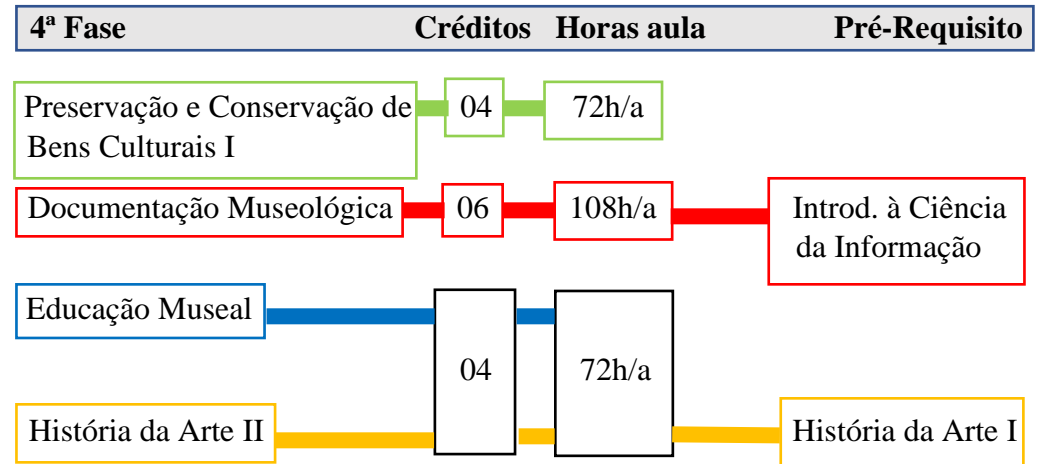 4ª Fase Créditos Horas aula Pré-Requisito
Preservação e Conservação de 04 72h/a
Bens Culturais I
Documentação Museológica 06 108h/a Introd. à Ciência
da Informação
Educação Museal
04 72h/a
História da Arte II História da Arte I